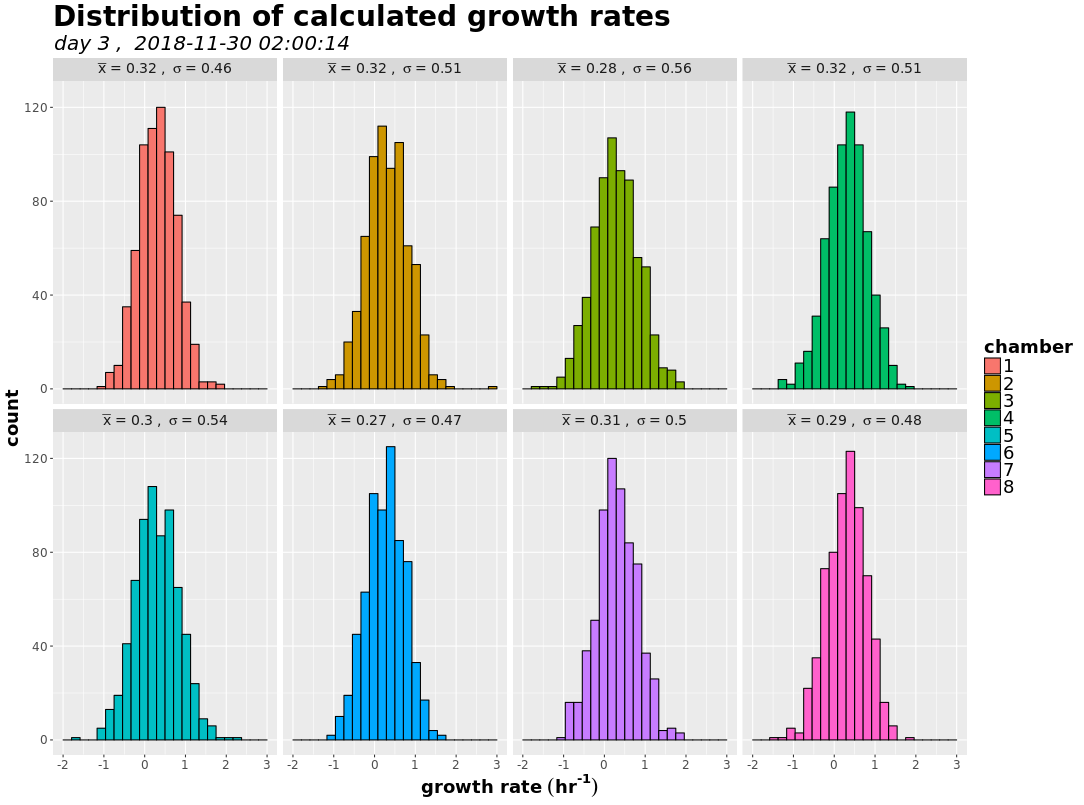 Distribution of calculated growth rates
day 3 , 2018-11-30 02:00:14
x̅ = 0.32 , σ = 0.46
x̅ = 0.32 , σ = 0.51
x̅ = 0.28 , σ = 0.56
x̅ = 0.32 , σ = 0.51
120
80
40
0
x̅ = 0.3 , σ = 0.54
x̅ = 0.27 , σ = 0.47
x̅ = 0.31 , σ = 0.5
x̅ = 0.29 , σ = 0.48
120
80
40
0
-2 -1 0 1 2 3
-2 -1 0 1 2 3
-2 -1 0 1 2 3
-2 -1 0 1 2 3
count
growth rate (hr⁻¹)
chamber
1
2
3
4
5
6
7
8